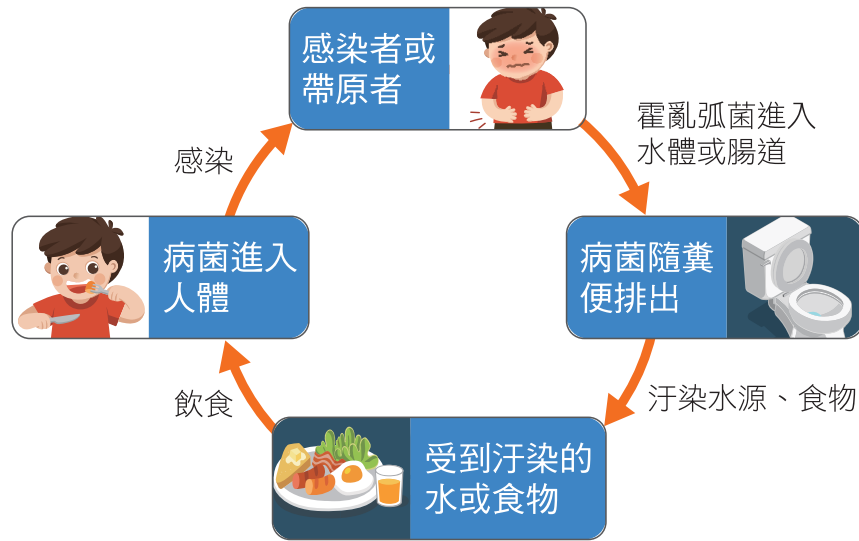 感染者或
帶原者
霍亂弧菌進入
水體或腸道
病菌隨糞
便排出
汙染水源、食物
受到汙染的
水或食物
飲食
病菌進入
人體
感染